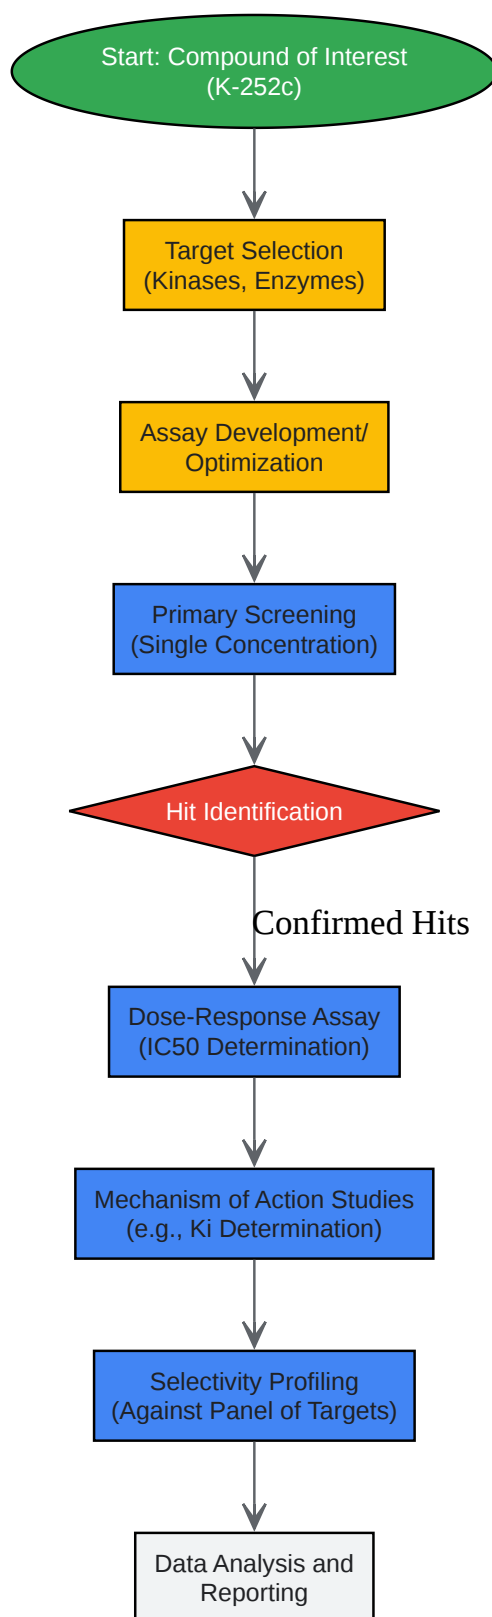 Start: Compound of Interest
(K-252c)
Target Selection
(Kinases, Enzymes)
Assay Development/
Optimization
Primary Screening
(Single Concentration)
Hit Identification
Confirmed Hits
Dose-Response Assay
(IC50 Determination)
Mechanism of Action Studies
(e.g., Ki Determination)
Selectivity Profiling
(Against Panel of Targets)
Data Analysis and
Reporting